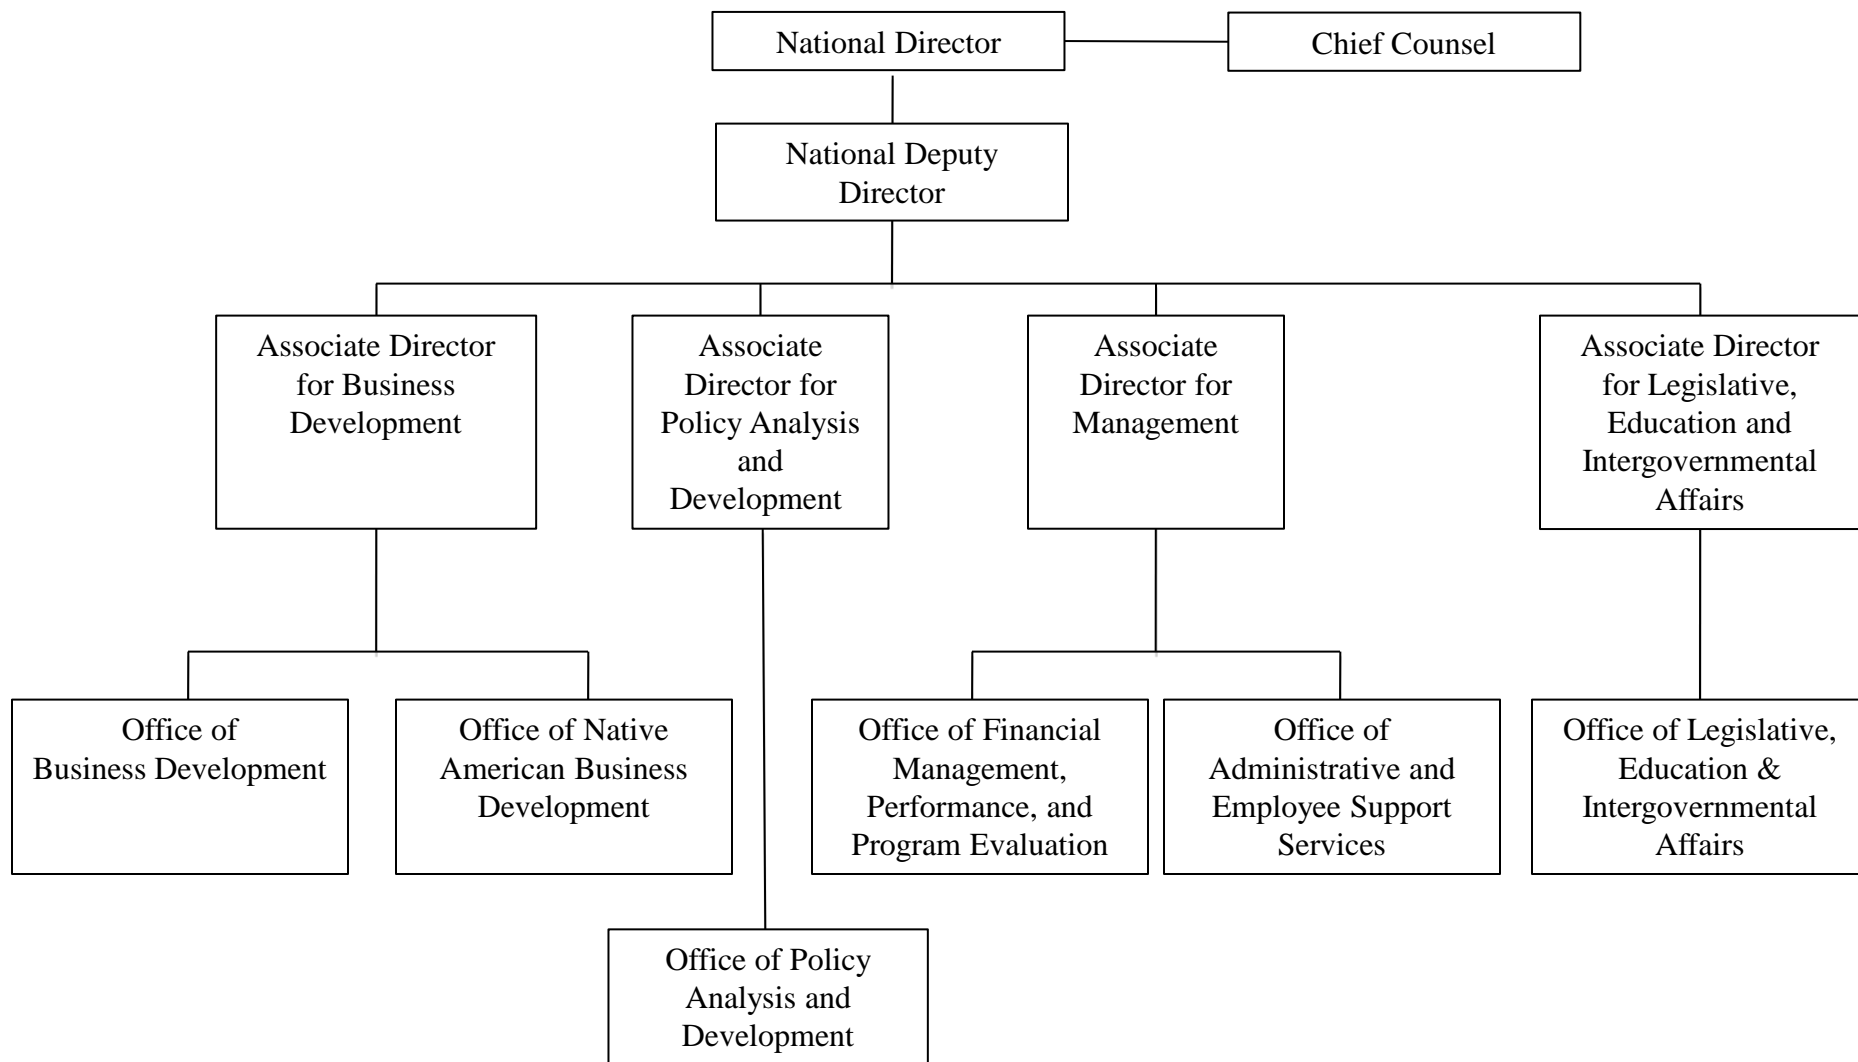 National Director
Chief Counsel
National Deputy
Director
Associate Director
for Business
Development
Associate
Director for
Policy Analysis
and
Development
Associate
Director for
Management
Associate Director
for Legislative,
Education and
Intergovernmental
Affairs
Office of
Business Development
Office of Native
American Business
Development
Office of Financial
Management,
Performance, and
Program Evaluation
Office of
Administrative and
Employee Support
Services
Office of Legislative,
Education &
Intergovernmental
Affairs
Office of Policy
Analysis and
Development